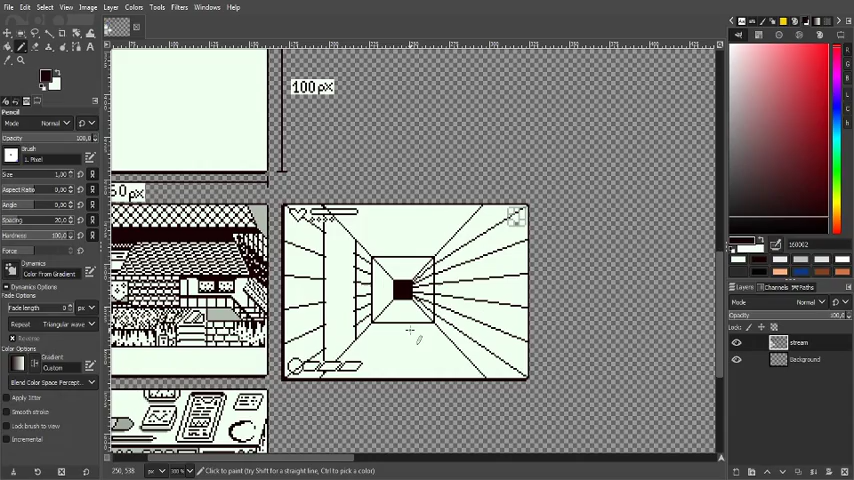 File Edit Select View Image Layer Colors Tools Filters Windows Help
100px
50px
Pencil
Mode Normal
Opacity 100,0
Brush
1. Pixel
Size 1,00
Aspect Ratio 0,00
Angle 0,00
Spacing 20,0
Hardness 100,0
Force
Dynamics
Color From Gradient
Dynamics Options
Fade Options
Fade length 0 px
Repeat Triangular wave
Reverse
Color Options
Gradient
Custom
Blend Color Space Percept...
Apply Jitter
Smooth stroke
Lock brush to view
Incremental
250, 538 px 100 % Click to paint (try Shift for a straight line, Ctrl to pick a color)
R
G
B
L
C
h
160002
Layers Channels Paths
Mode Normal
Opacity 100,0
Lock:
stream
Background